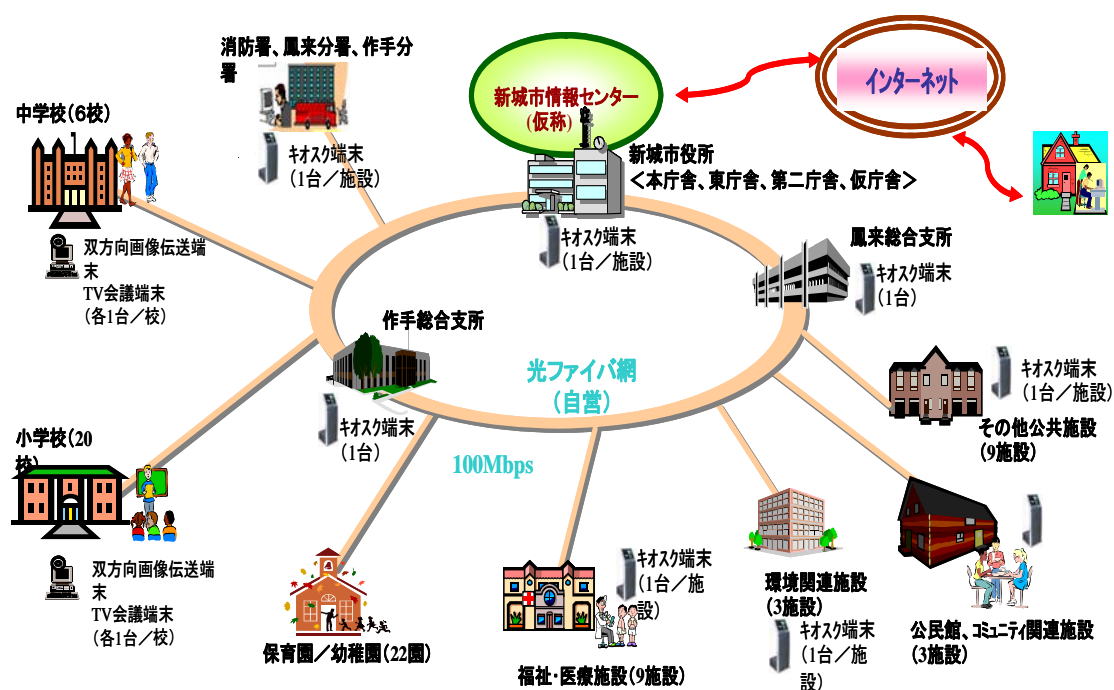 消防署、鳳来分署、作手分
署
キオスク端末
(1台/施設)
中学校(6校)
双方向画像伝送端
末
TV会議端末
(各1台/校)
新城市情報センター
(仮称)
インターネット
新城市役所
<本庁舎、東庁舎、第二庁舎、仮庁舎>
キオスク端末
(1台/施設)
鳳来総合支所
キオスク端末
(1台)
作手総合支所
キオスク端末
(1台)
光ファイバ網
(自営)
100Mbps
キオスク端末
(1台/施設)
その他公共施設
(9施設)
小学校(20
校)
双方向画像伝送端
末
TV会議端末
(各1台/校)
保育園/幼稚園(22園)
キオスク端末
(1台/施
設)
福祉・医療施設(9施設)
環境関連施設
(3施設)
キオスク端末
(1台/施
設)
公民館、コミュニティ関連施設
(3施設)